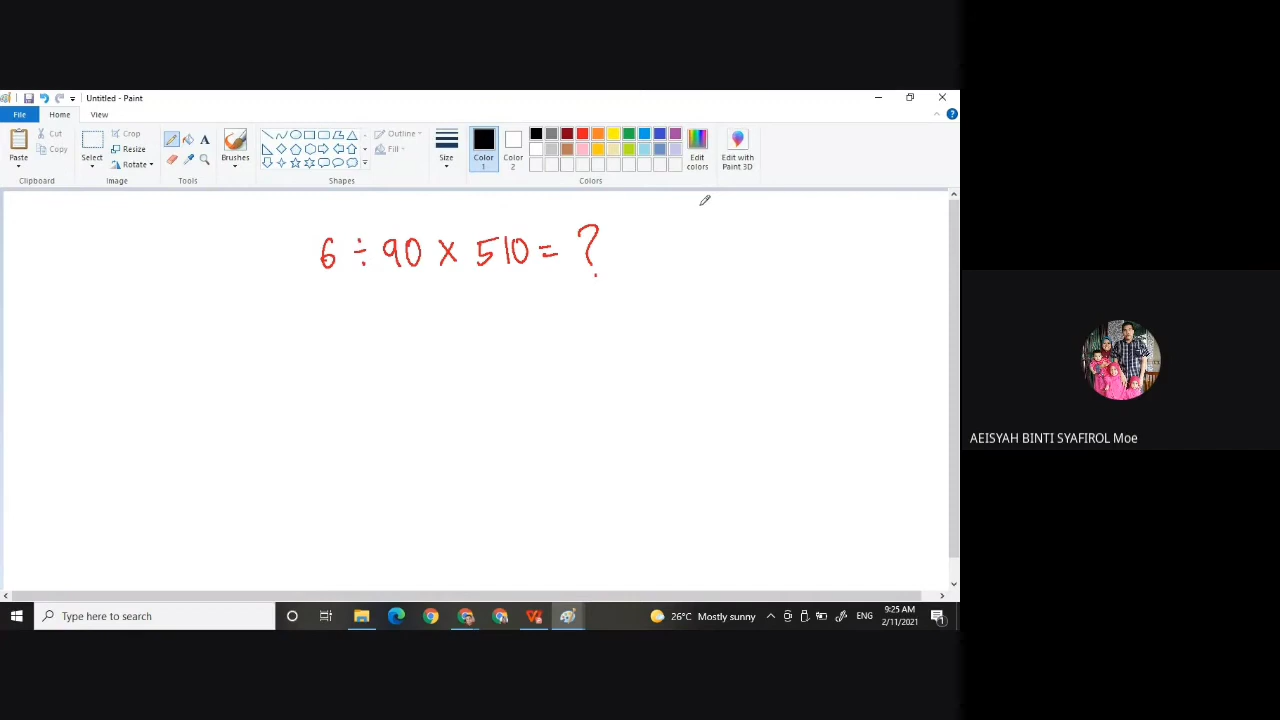 Untitled - Paint
File Home View
Paste
Cut
Copy
Clipboard
Select
Crop
Resize
Rotate
Image
Tools
Brushes
Shapes
Outline
Fill
Size
Color 1
Color 2
Colors
Edit colors
Edit with Paint 3D
6 ÷ 90 × 510 = ?
AEISYAH BINTI SYAFIROL Moe
Type here to search
26°C Mostly sunny
ENG
9:25 AM
2/11/2021
1